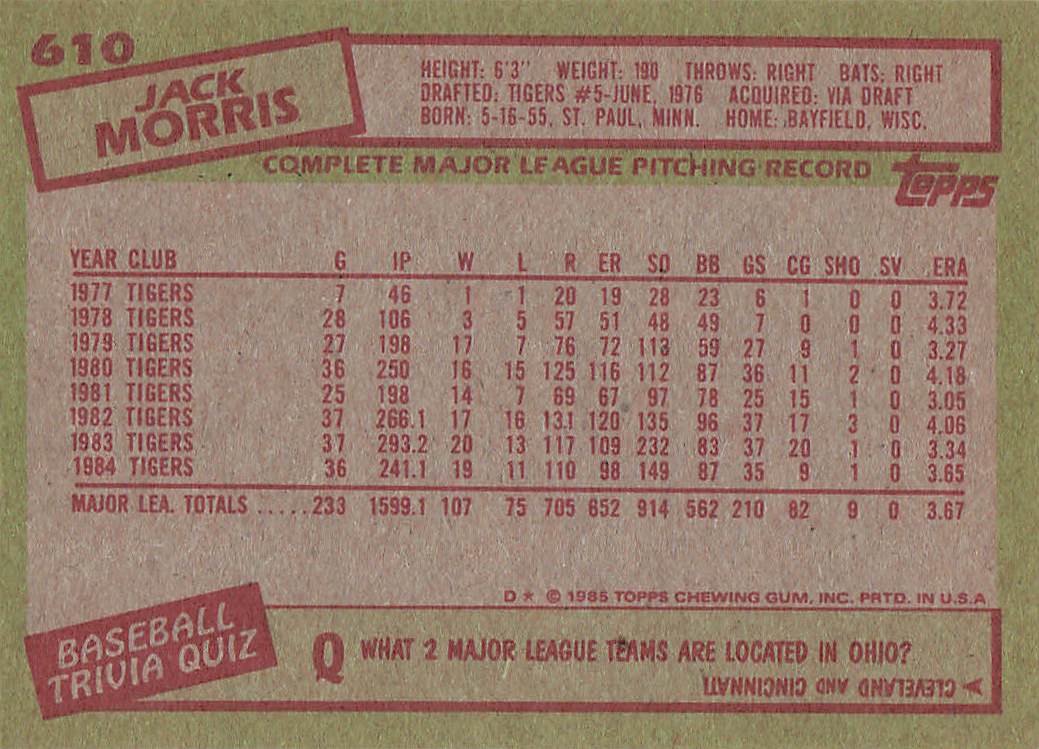 610
JACK
MORRIS
HEIGHT: 6'3" WEIGHT: 190 THROWS: RIGHT BATS: RIGHT
DRAFTED: TIGERS #5-JUNE, 1976 ACQUIRED: VIA DRAFT
BORN: 5-16-55, ST. PAUL, MINN. HOME: BAYFIELD, WISC.
COMPLETE MAJOR LEAGUE PITCHING RECORD
topps
YEAR CLUB G IP W L R ER SO BB GS CG SHO SV ERA
1977 TIGERS 7 46 1 1 20 19 28 23 6 1 0 0 3.72
1978 TIGERS 28 106 3 5 57 51 48 49 7 0 0 0 4.33
1979 TIGERS 27 198 17 7 76 72 113 59 27 9 1 0 3.27
1980 TIGERS 36 250 16 15 125 116 112 87 36 11 2 0 4.18
1981 TIGERS 25 198 14 7 69 67 97 78 25 15 1 0 3.05
1982 TIGERS 37 266.1 17 16 131 120 135 96 37 17 3 0 4.06
1983 TIGERS 37 293.2 20 13 117 109 232 83 37 20 1 0 3.34
1984 TIGERS 36 241.1 19 11 110 98 149 87 35 9 1 0 3.65
MAJOR LEA. TOTALS .....233 1599.1 107 75 705 652 914 562 210 82 9 0 3.67
D * © 1985 TOPPS CHEWING GUM, INC. PRTD. IN U.S.A
BASEBALL
TRIVIA QUIZ
Q WHAT 2 MAJOR LEAGUE TEAMS ARE LOCATED IN OHIO?
A CLEVELAND AND CINCINNATI